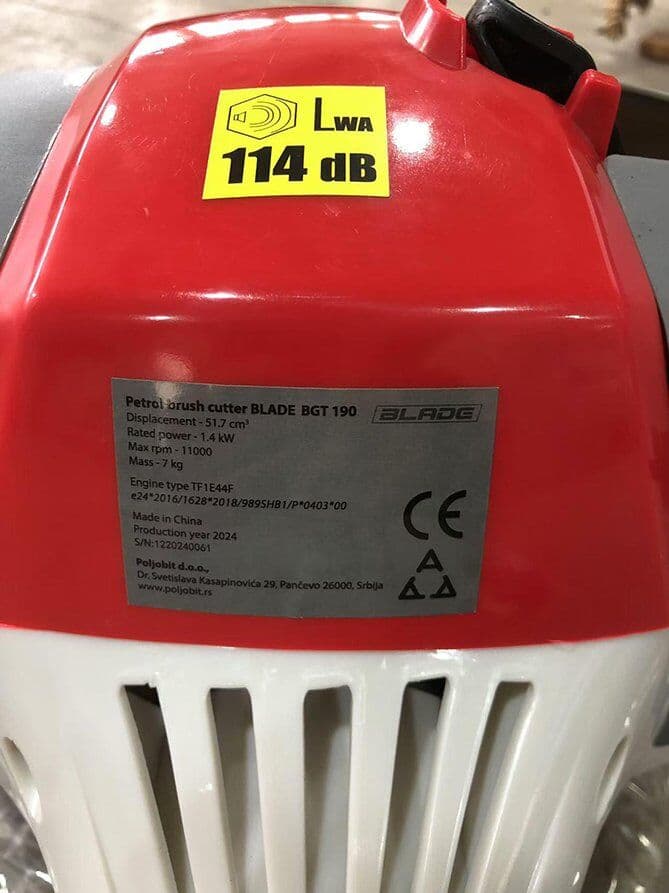 LWA
114 dB
Petrol brush cutter BLADE BGT 190
BLADE
Displacement - 51.7 cm³
Rated power - 1.4 kW
Max rpm - 11000
Mass - 7 kg
Engine type TF1E44F
e24*2016/1628*2018/989SHB1/P*0403*00
CE
Made in China
Production year 2024
S/N:1220240061
Poljobit d.o.o.,
Dr. Svetislava Kasapinovića 29, Pančevo 26000, Srbija
www.poljobit.rs
A
A A